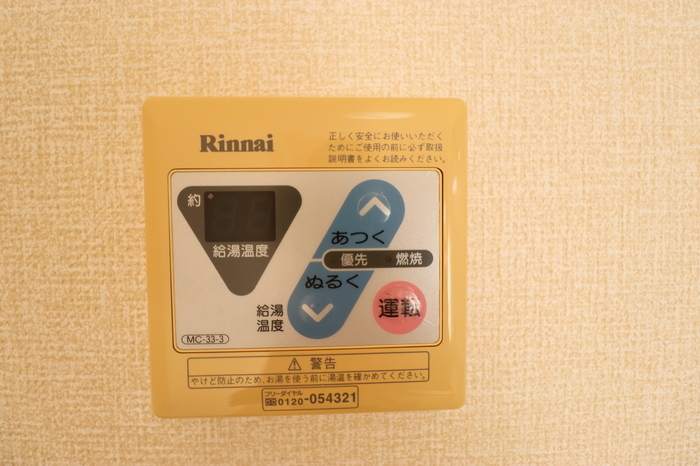 Rinnai
正しく安全にお使いいただく
ためにご使用の前に必ず取扱
説明書をよくお読みください。
約
給湯温度
あつく
優先 燃焼
ぬるく
給湯
温度
運転
MC-33-3
⚠ 警告
やけど防止のため、お湯を使う前に湯温を確かめてください。
フリーダイヤル
0120-054321